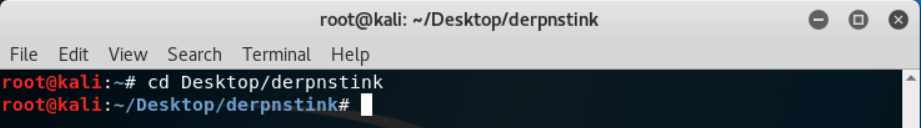 root@kali: ~/Desktop/derpnstink
File Edit View Search Terminal Help
root@kali:~# cd Desktop/derpnstink
root@kali:~/Desktop/derpnstink#